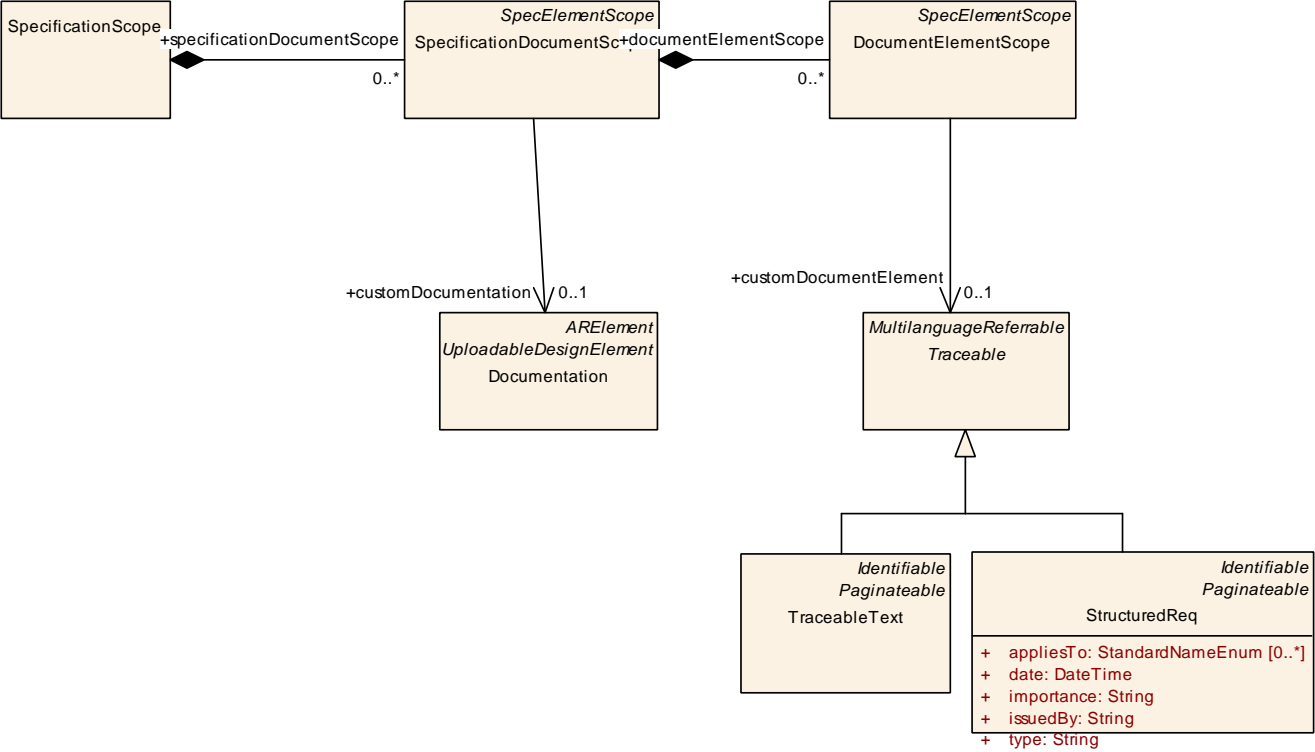 SpecificationScope
+specificationDocumentScope
0..*
SpecElementScope
SpecificationDocumentSc
+documentElementScope
0..*
SpecElementScope
DocumentElementScope
+customDocumentation
0..1
+customDocumentElement
0..1
ARElement
UploadableDesignElement
Documentation
MultilanguageReferrable
Traceable
Identifiable
Paginateable
TraceableText
Identifiable
Paginateable
StructuredReq
+ appliesTo: StandardNameEnum [0..*]
+ date: DateTime
+ importance: String
+ issuedBy: String
+ type: String